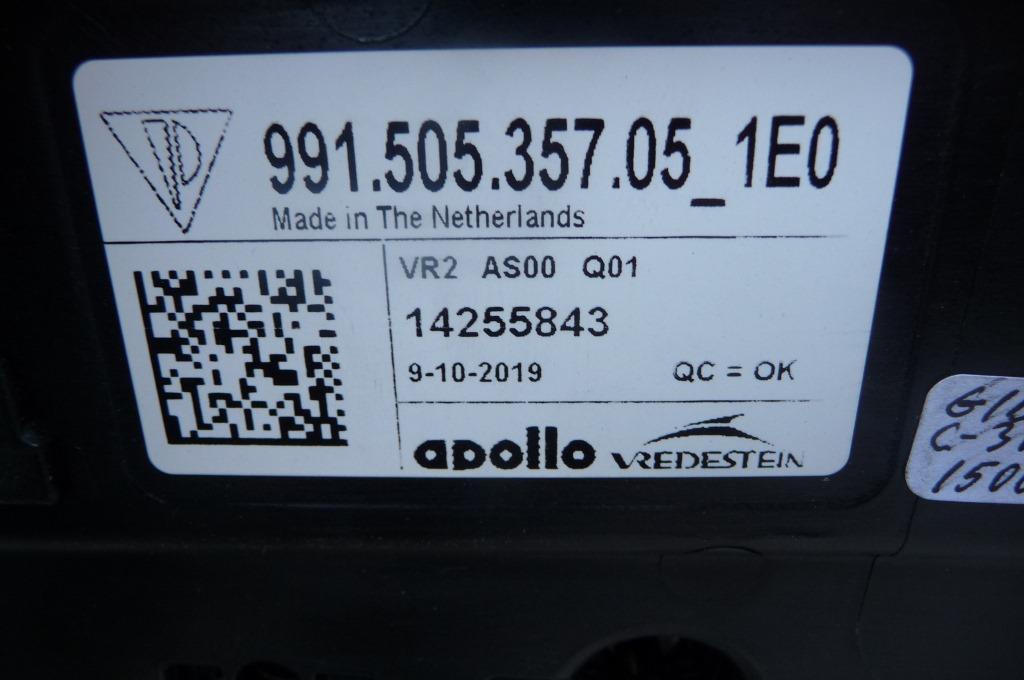 991.505.357.05_1E0
Made in The Netherlands
VR2 AS00 Q01
14255843
9-10-2019 QC = OK
apollo VREDESTEIN
1500